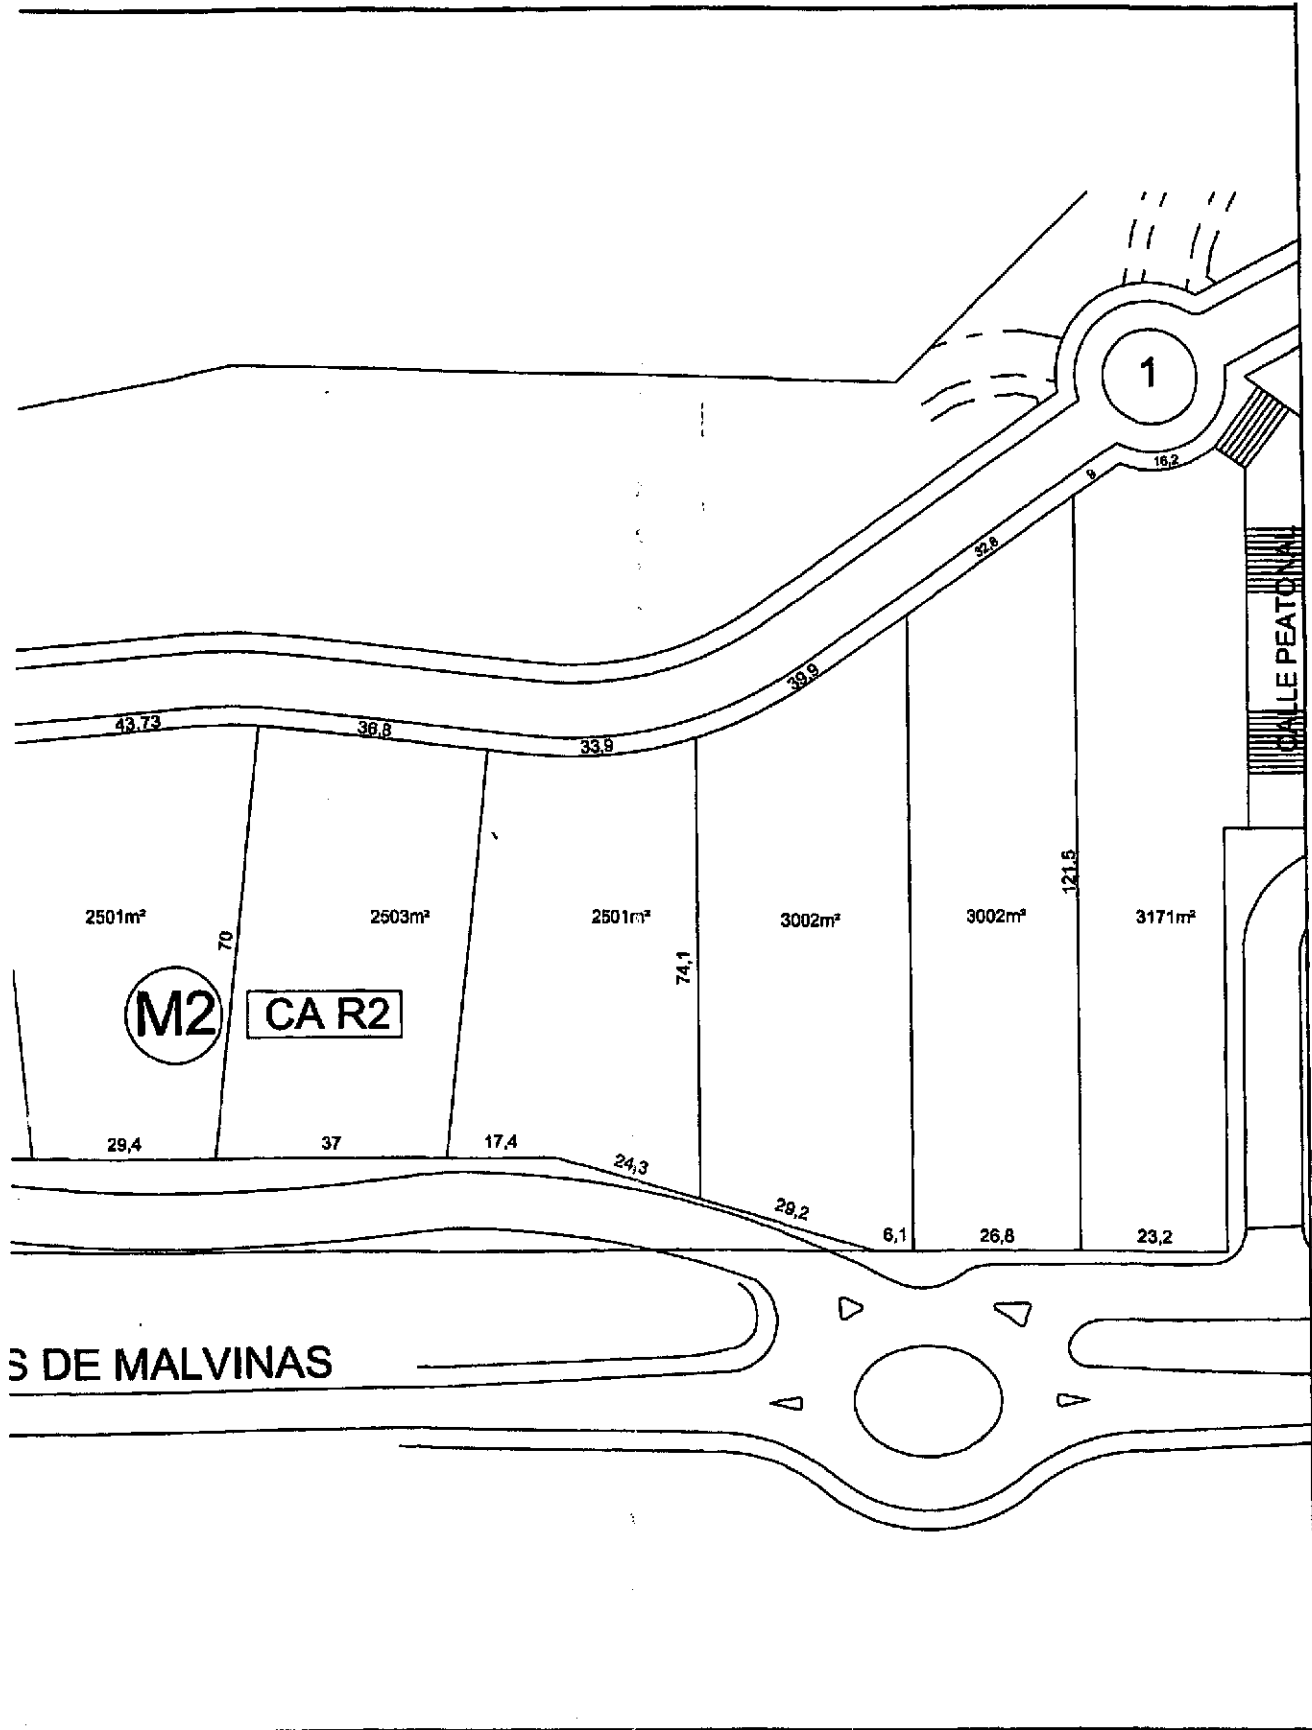 1
16,2
9
32,8
39,9
43,73
36,8
33,9
CALLE PEATONAL
121,5
2501m²
2503m²
2501m²
3002m²
3002m²
3171m²
70
74,1
M2
CA R2
29,4
37
17,4
24,3
29,2
6,1
26,8
23,2
S DE MALVINAS